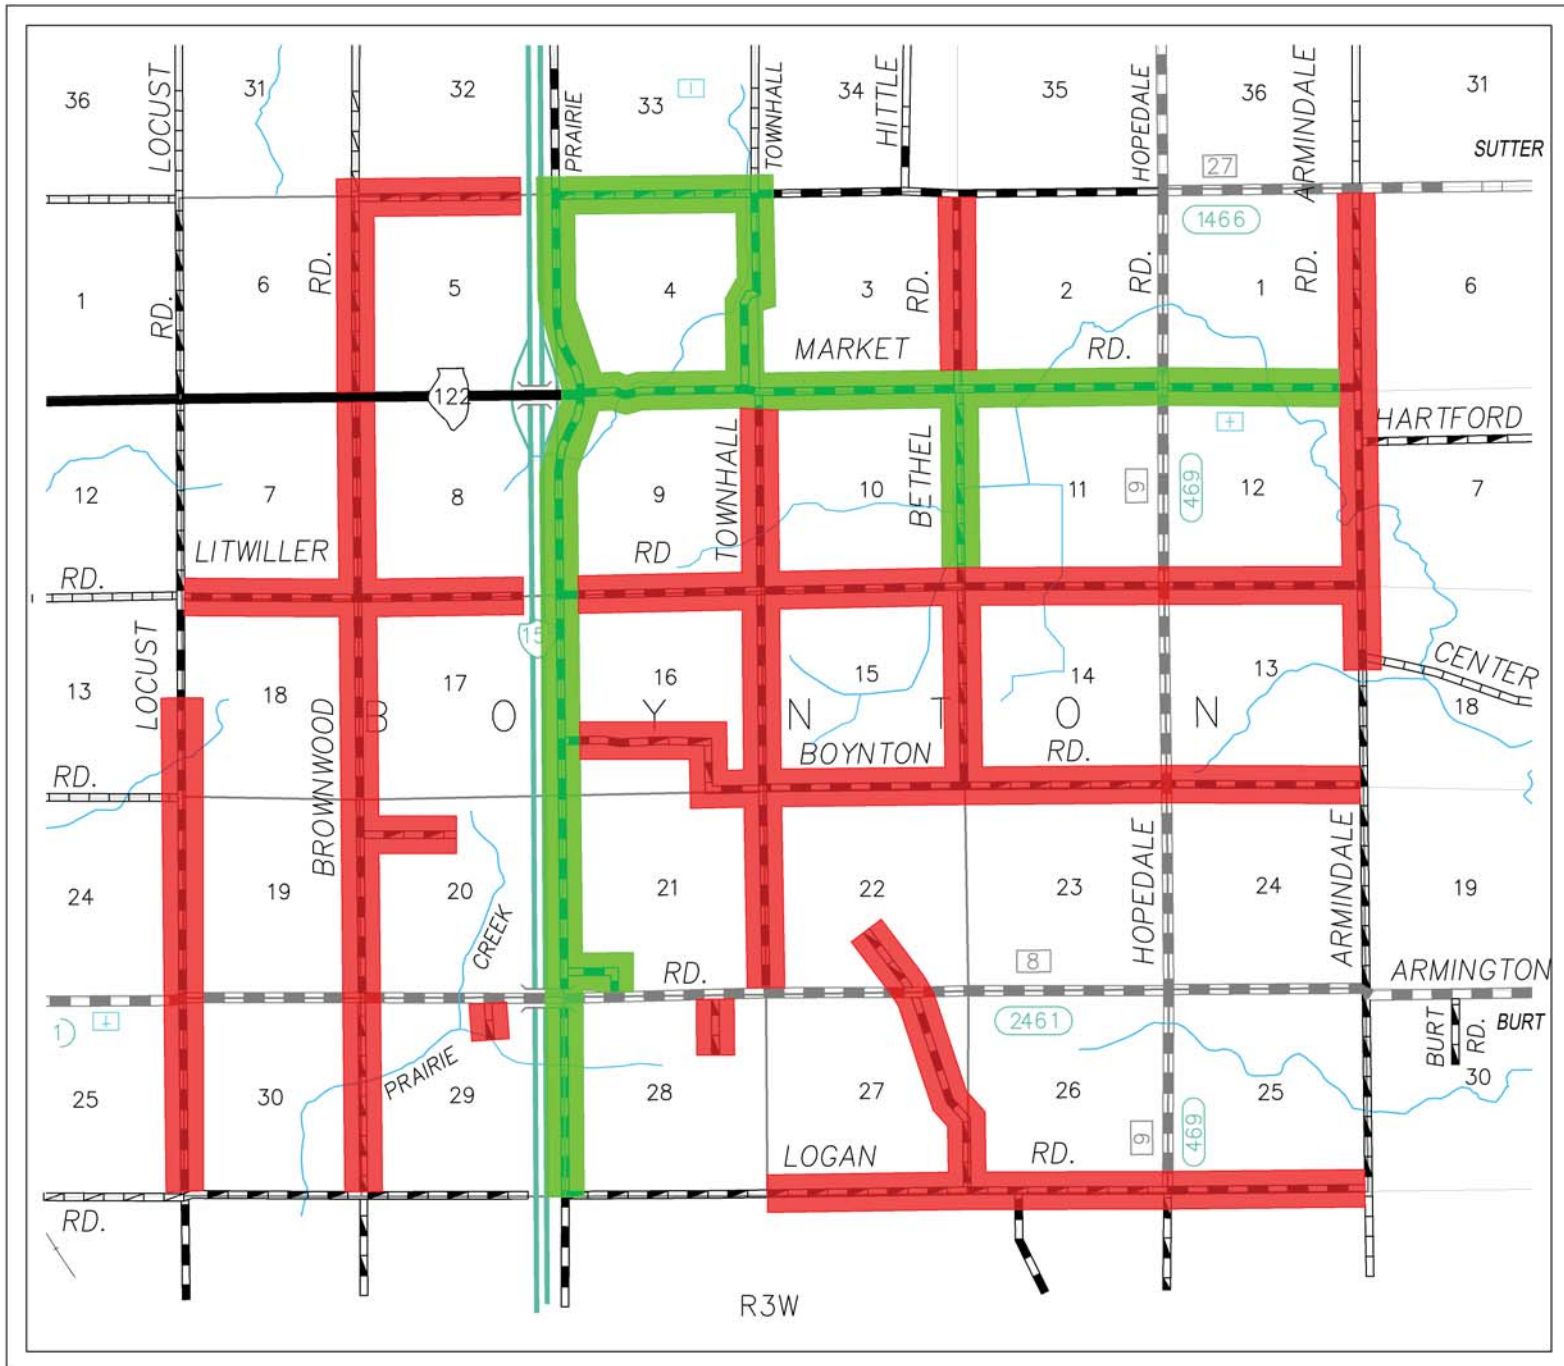 36
LOCUST
31
32
PRAIRIE
33
TOWNHALL
34
HITTLE
35
HOPEDALE
36
ARMINDALE
31
SUTTER
27
1466
1
RD.
6
RD.
5
4
3
RD.
2
RD.
1
RD.
6
MARKET
RD.
122
HARTFORD
12
7
8
9
TOWNHALL
10
BETHEL
11
9
469
12
7
LITWILLER
RD
RD.
15
13
LOCUST
18
17
16
15
14
13
CENTER
18
BOYNTON
BROWNWOOD
BOYNTON
RD.
RD.
24
19
20
CREEK
21
22
23
HOPEDALE
24
ARMINDALE
19
RD.
8
ARMINGTON
1
2461
BURT
RD.
BURT
25
30
PRAIRIE
29
28
27
26
9
469
25
30
LOGAN
RD.
RD.
R3W